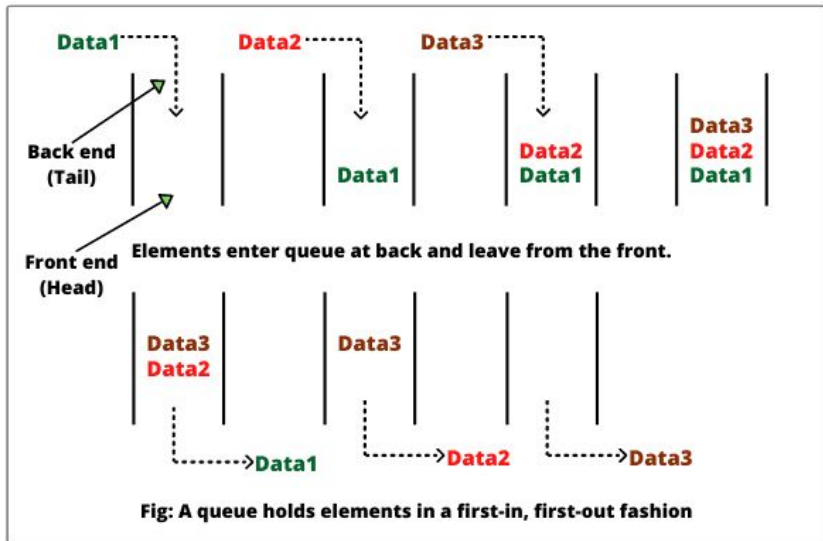 Data1
Data2
Data3
Back end
(Tail)
Data1
Data2
Data1
Data3
Data2
Data1
Front end
(Head)
Elements enter queue at back and leave from the front.
Data3
Data2
Data3
Data1
Data2
Data3
Fig: A queue holds elements in a first-in, first-out fashion